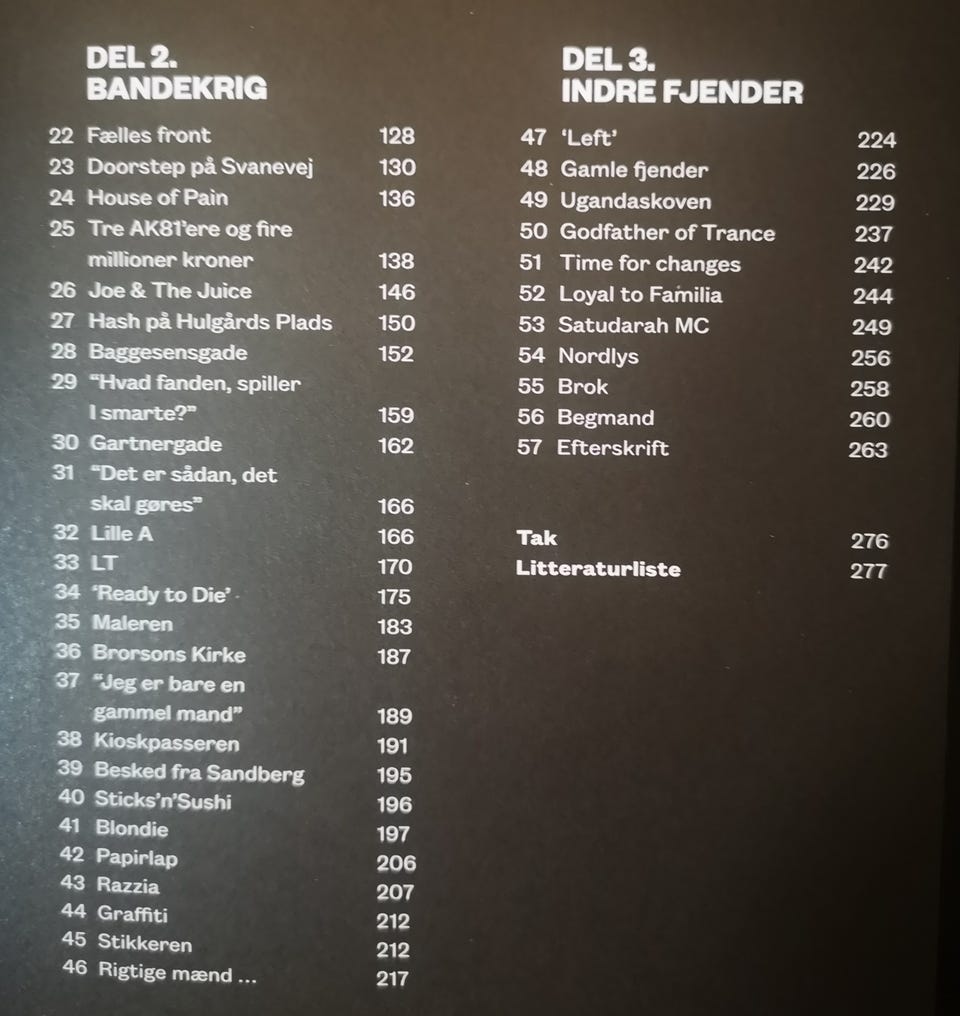 DEL 2.
BANDEKRIG
22 Fælles front 128
23 Doorstep på Svanevej 130
24 House of Pain 136
25 Tre AK81’ere og fire
millioner kroner 138
26 Joe & The Juice 146
27 Hash på Hulgårds Plads 150
28 Baggesensgade 152
29 “Hvad fanden, spiller
I smarte?” 159
30 Gartnergade 162
31 “Det er sådan, det
skal gøres” 166
32 Lille A 166
33 LT 170
34 ‘Ready to Die’ 175
35 Maleren 183
36 Brorsons Kirke 187
37 “Jeg er bare en
gammel mand” 189
38 Kioskpasseren 191
39 Besked fra Sandberg 195
40 Sticks’n’Sushi 196
41 Blondie 197
42 Papirlap 206
43 Razzia 207
44 Graffiti 212
45 Stikkeren 212
46 Rigtige mænd ... 217
DEL 3.
INDRE FJENDER
47 ‘Left’ 224
48 Gamle fjender 226
49 Ugandaskoven 229
50 Godfather of Trance 237
51 Time for changes 242
52 Loyal to Familia 244
53 Satudarah MC 249
54 Nordlys 256
55 Brok 258
56 Begmand 260
57 Efterskrift 263
Tak 276
Litteraturliste 277